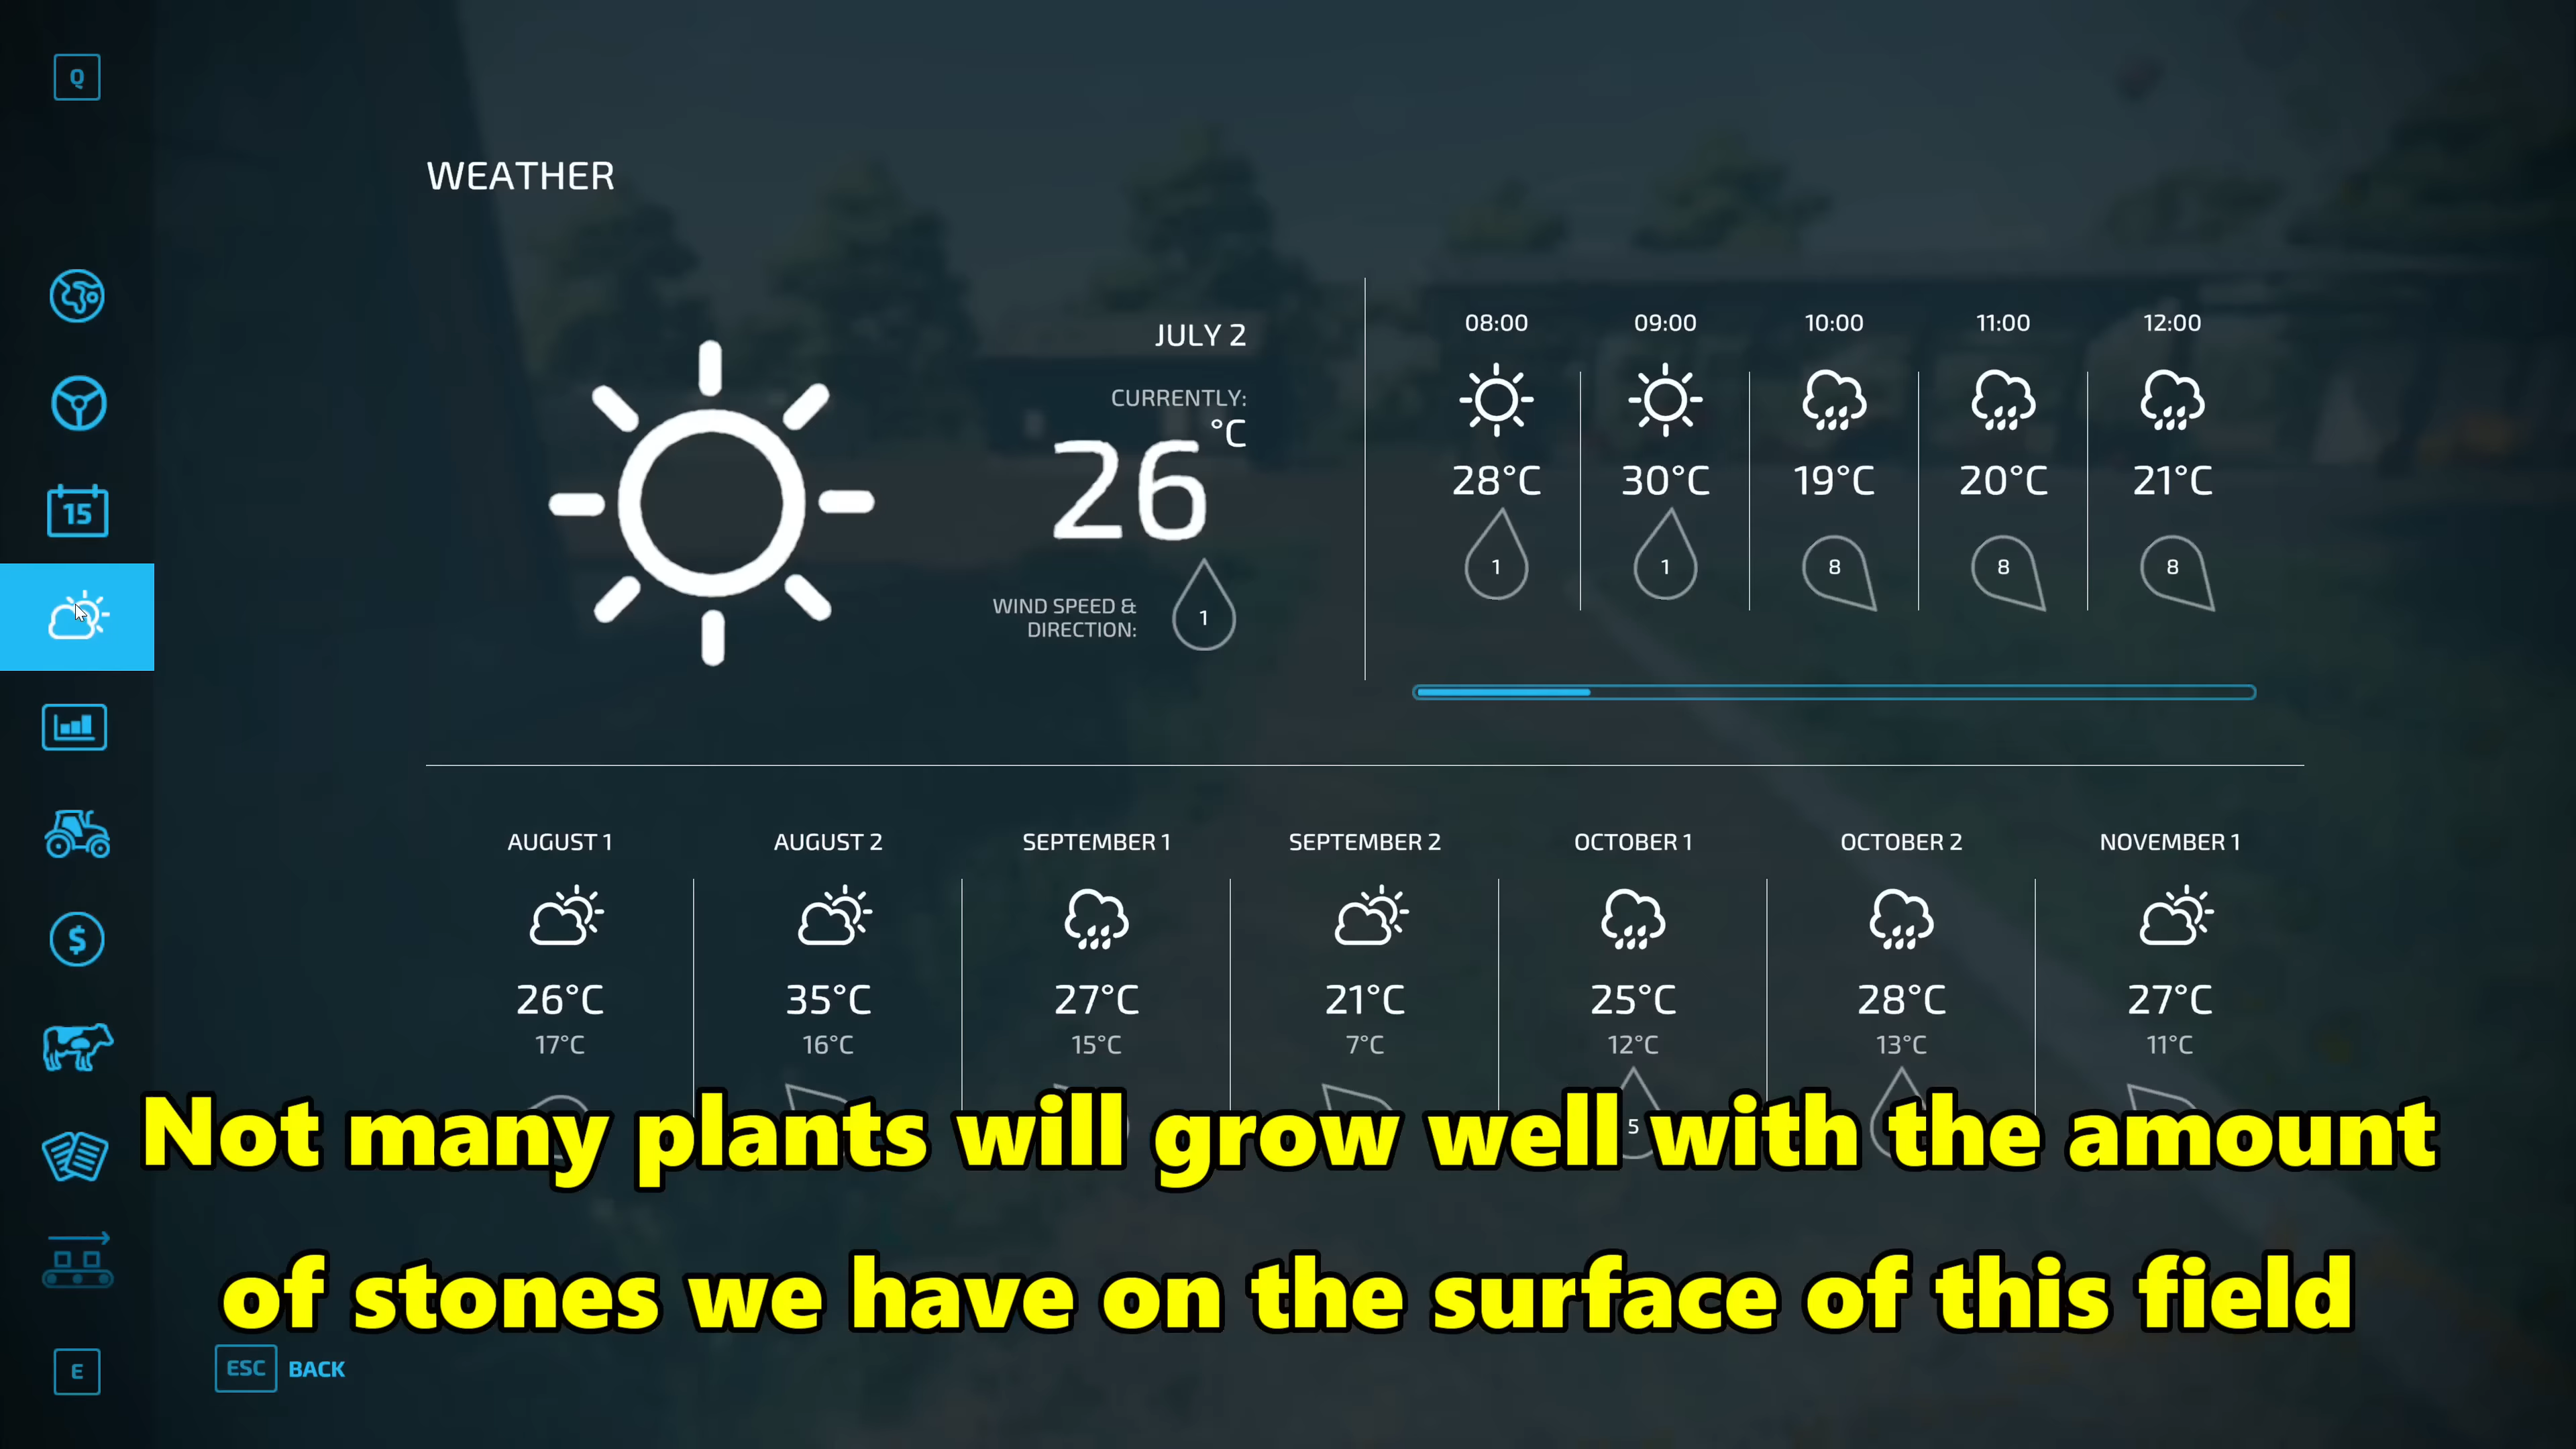 Q
WEATHER
JULY 2
CURRENTLY:
26 °C
WIND SPEED &
DIRECTION:
1
08:00 09:00 10:00 11:00 12:00
28°C 30°C 19°C 20°C 21°C
1 1 8 8 8
15
AUGUST 1 AUGUST 2 SEPTEMBER 1 SEPTEMBER 2 OCTOBER 1 OCTOBER 2 NOVEMBER 1
26°C 35°C 27°C 21°C 25°C 28°C 27°C
17°C 16°C 15°C 7°C 12°C 13°C 11°C
5
$
Not many plants will grow well with the amount
of stones we have on the surface of this field
ESC BACK
E